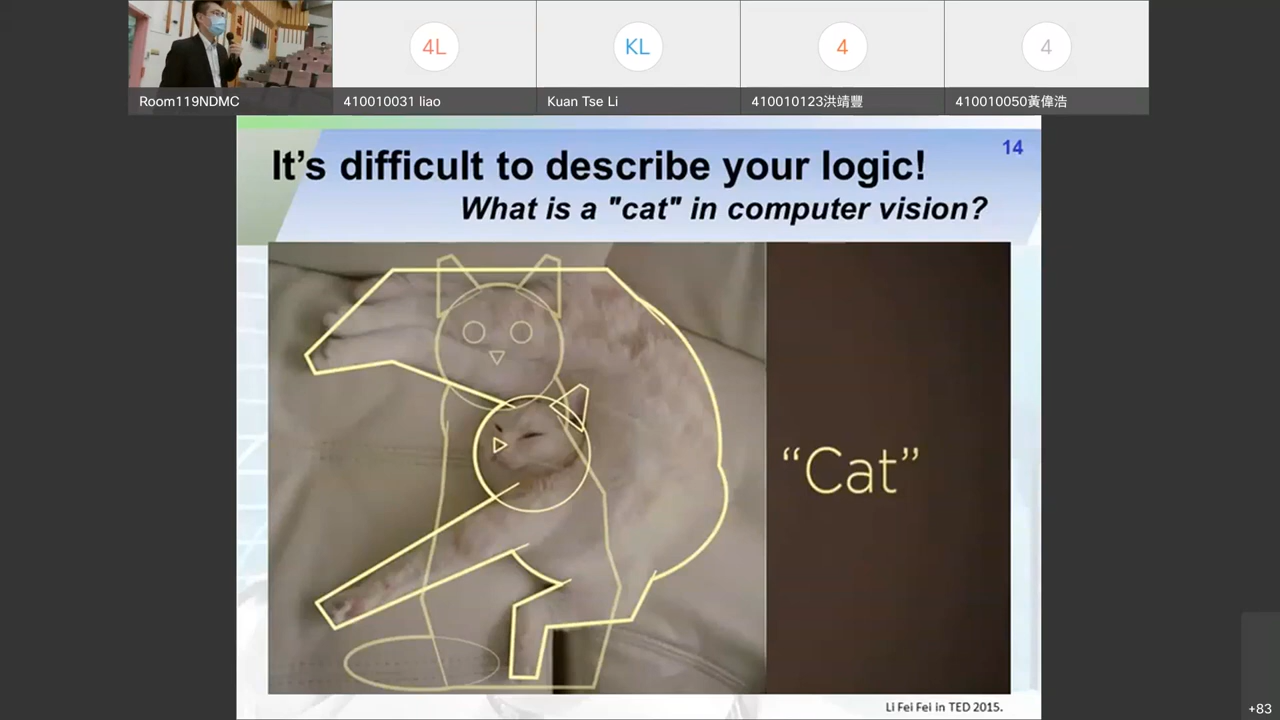 4L
KL
4
4
Room119NDMC
410010031 liao
Kuan Tse Li
410010123洪靖豐
410010050黃偉浩
14
It’s difficult to describe your logic!
What is a "cat" in computer vision?
“Cat”
Li Fei Fei in TED 2015.
+83